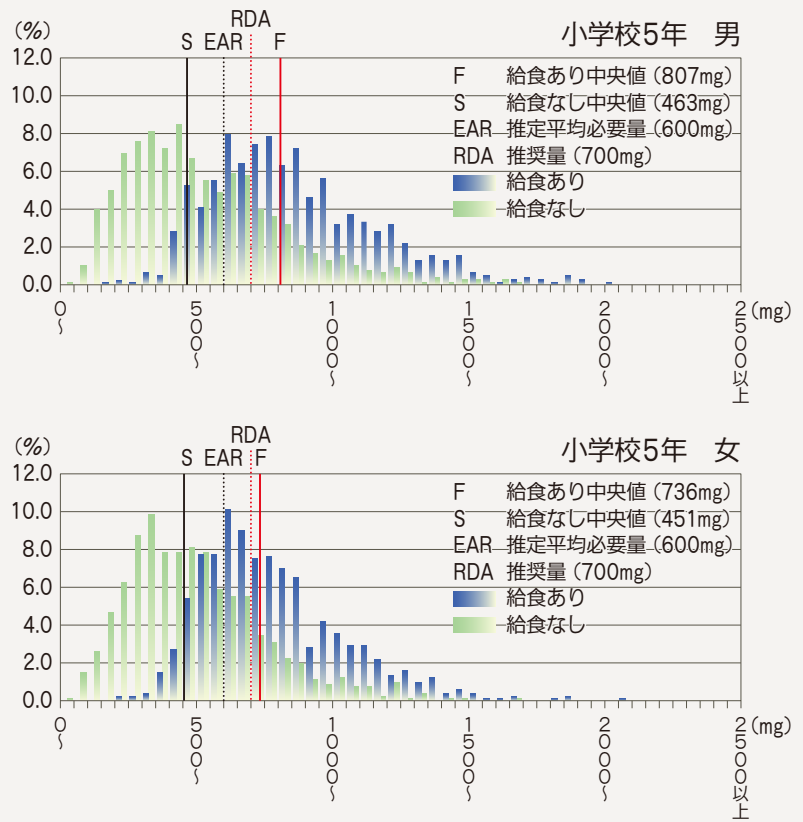 (%)
RDA
S EAR F
小学校5年 男
12.0
10.0
8.0
6.0
4.0
2.0
0.0
F 給食あり中央値（807mg）
S 給食なし中央値（463mg）
EAR 推定平均必要量（600mg）
RDA 推奨量（700mg）
給食あり
給食なし
0～
500～
1000～
1500～
2000～
2500以上
(mg)
(%)
RDA
S EAR F
小学校5年 女
12.0
10.0
8.0
6.0
4.0
2.0
0.0
F 給食あり中央値（736mg）
S 給食なし中央値（451mg）
EAR 推定平均必要量（600mg）
RDA 推奨量（700mg）
給食あり
給食なし
0～
500～
1000～
1500～
2000～
2500以上
(mg)